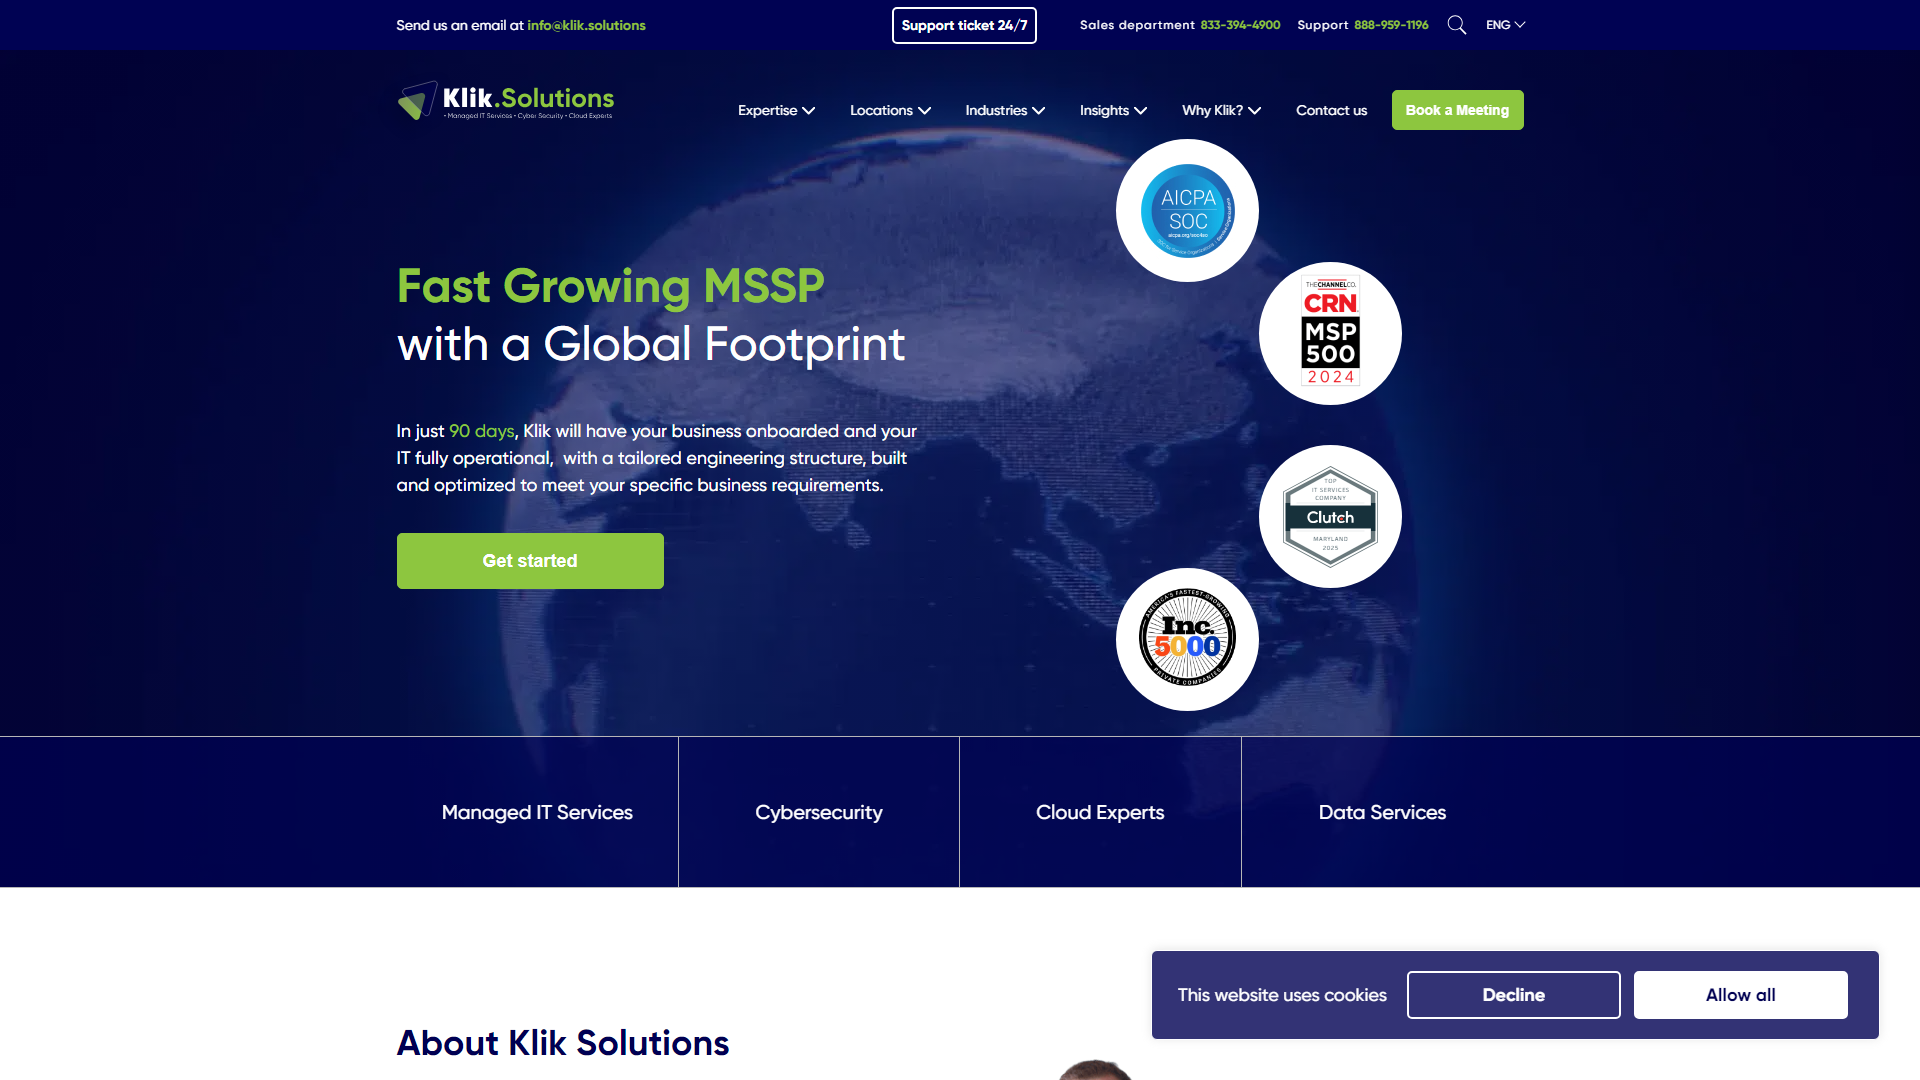 Send us an email at info@klik.solutions
Support ticket 24/7
Sales department 833-394-4900
Support 888-959-1196
ENG
Klik.Solutions
• Managed IT Services • Cyber Security • Cloud Experts
Expertise
Locations
Industries
Insights
Why Klik?
Contact us
Book a Meeting
AICPA
SOC
aicpa.org/soc4so
THE CHANNELCO.
CRN
MSP
500
2024
Fast Growing MSSP
with a Global Footprint
In just 90 days, Klik will have your business onboarded and your
IT fully operational, with a tailored engineering structure, built
and optimized to meet your specific business requirements.
Get started
TOP
IT SERVICES
COMPANY
Clutch
MARYLAND
2025
AMERICA'S FASTEST-GROWING
Inc.
5000
PRIVATE COMPANIES
Managed IT Services
Cybersecurity
Cloud Experts
Data Services
This website uses cookies
Decline
Allow all
About Klik Solutions